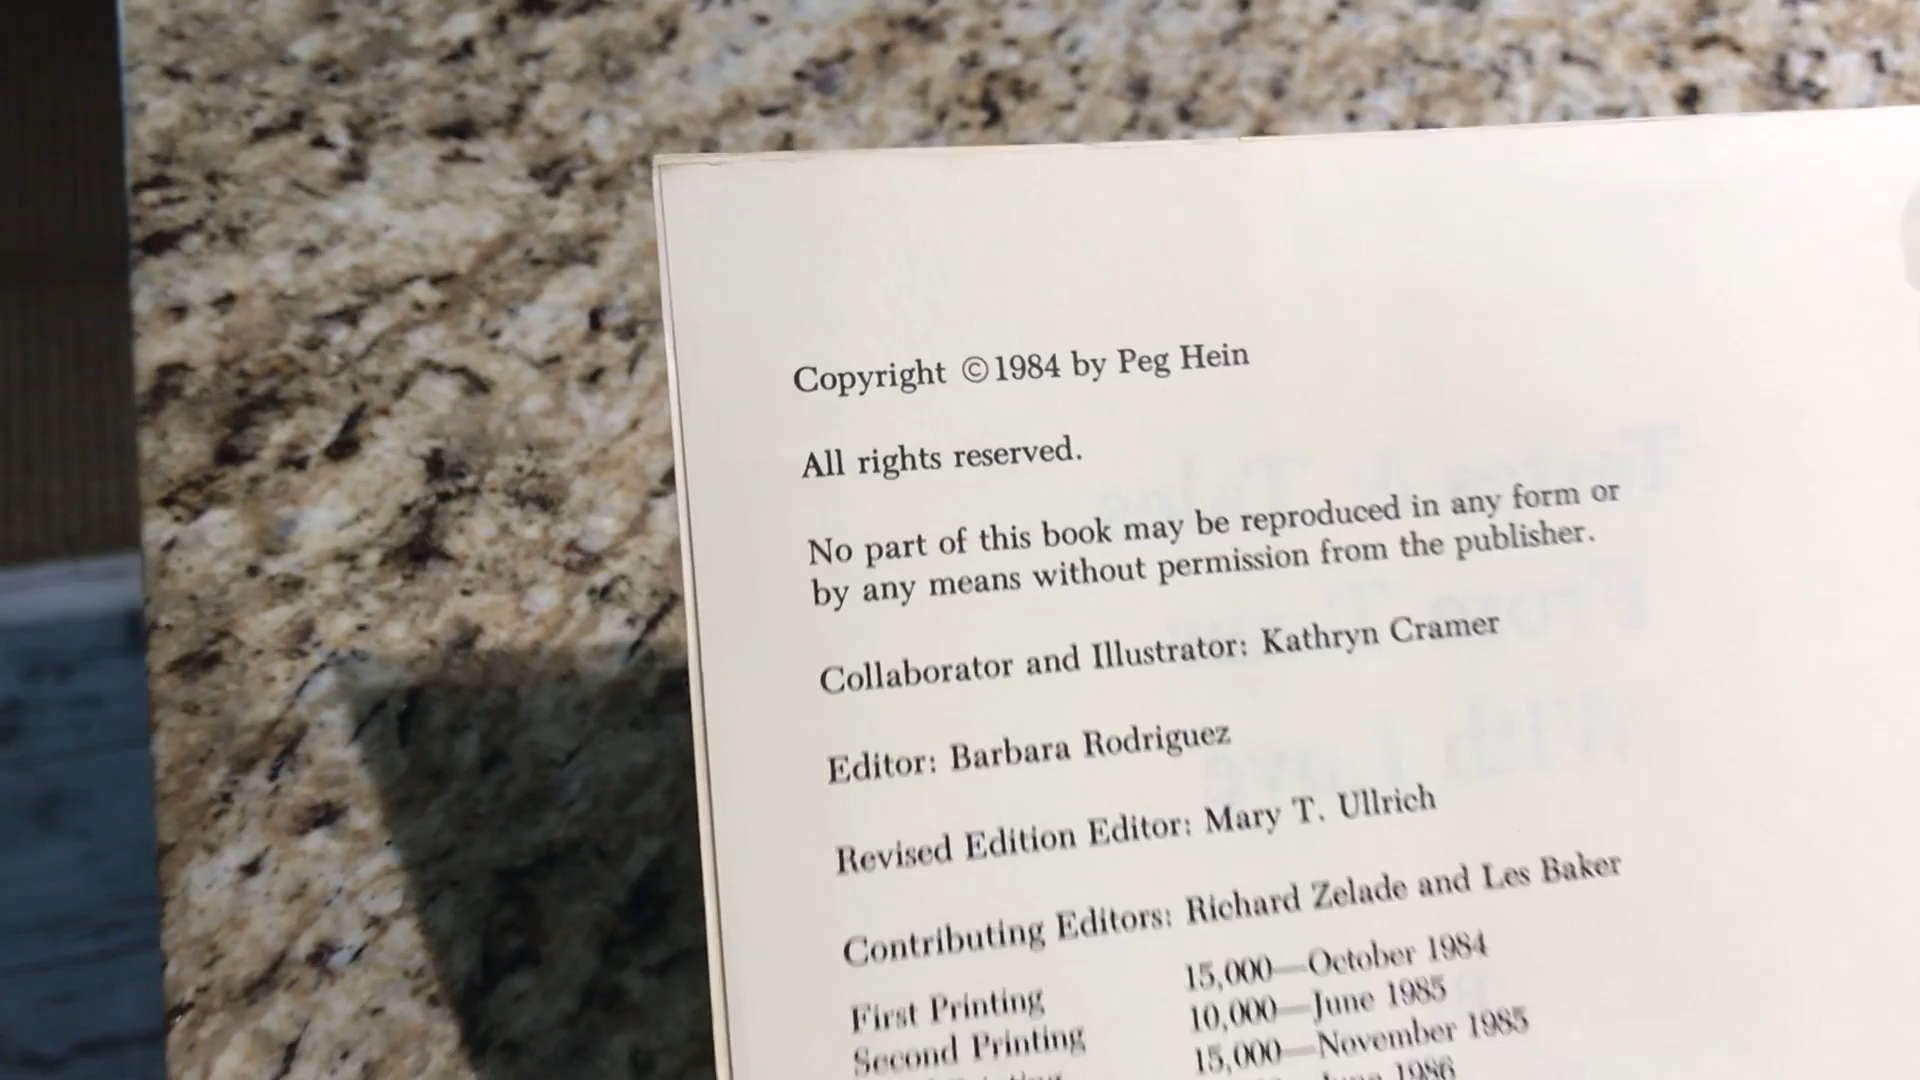 Copyright ©1984 by Peg Hein
All rights reserved.
No part of this book may be reproduced in any form or
by any means without permission from the publisher.
Collaborator and Illustrator: Kathryn Cramer
Editor: Barbara Rodriguez
Revised Edition Editor: Mary T. Ullrich
Contributing Editors: Richard Zelade and Les Baker
First Printing 15,000—October 1984
Second Printing 10,000—June 1985
Printing 15,000—November 1985
June 1986